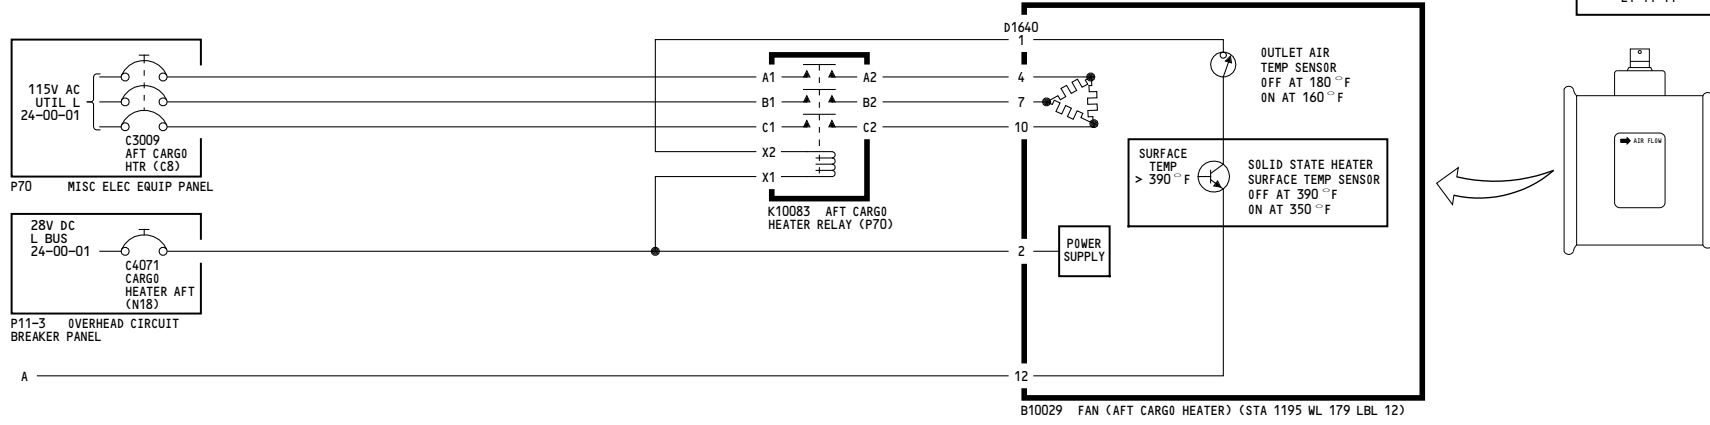 115V AC
UTIL L
24-00-01
C3009
AFT CARGO
HTR (C8)
P70 MISC ELEC EQUIP PANEL
28V DC
L BUS
24-00-01
C4071
CARGO
HEATER AFT
(N18)
P11-3 OVERHEAD CIRCUIT
BREAKER PANEL
A
A1 A2
B1 B2
C1 C2
X2
X1
K10083 AFT CARGO
HEATER RELAY (P70)
D1640
1
4
7
10
2
12
POWER
SUPPLY
OUTLET AIR
TEMP SENSOR
OFF AT 180°F
ON AT 160°F
SURFACE
TEMP
> 390°F
SOLID STATE HEATER
SURFACE TEMP SENSOR
OFF AT 390°F
ON AT 350°F
B10029 FAN (AFT CARGO HEATER) (STA 1195 WL 179 LBL 12)
AIR FLOW